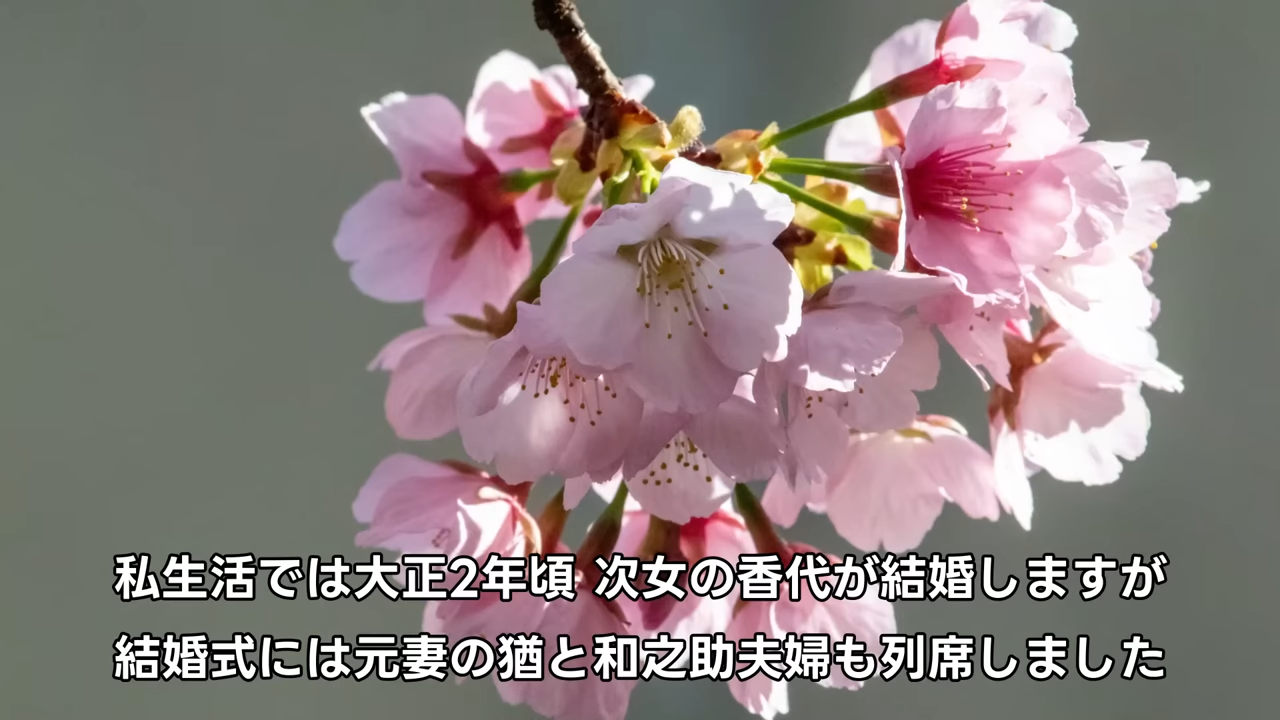 私生活では大正2年頃 次女の香代が結婚しますが
結婚式には元妻の猶と和之助夫婦も列席しました